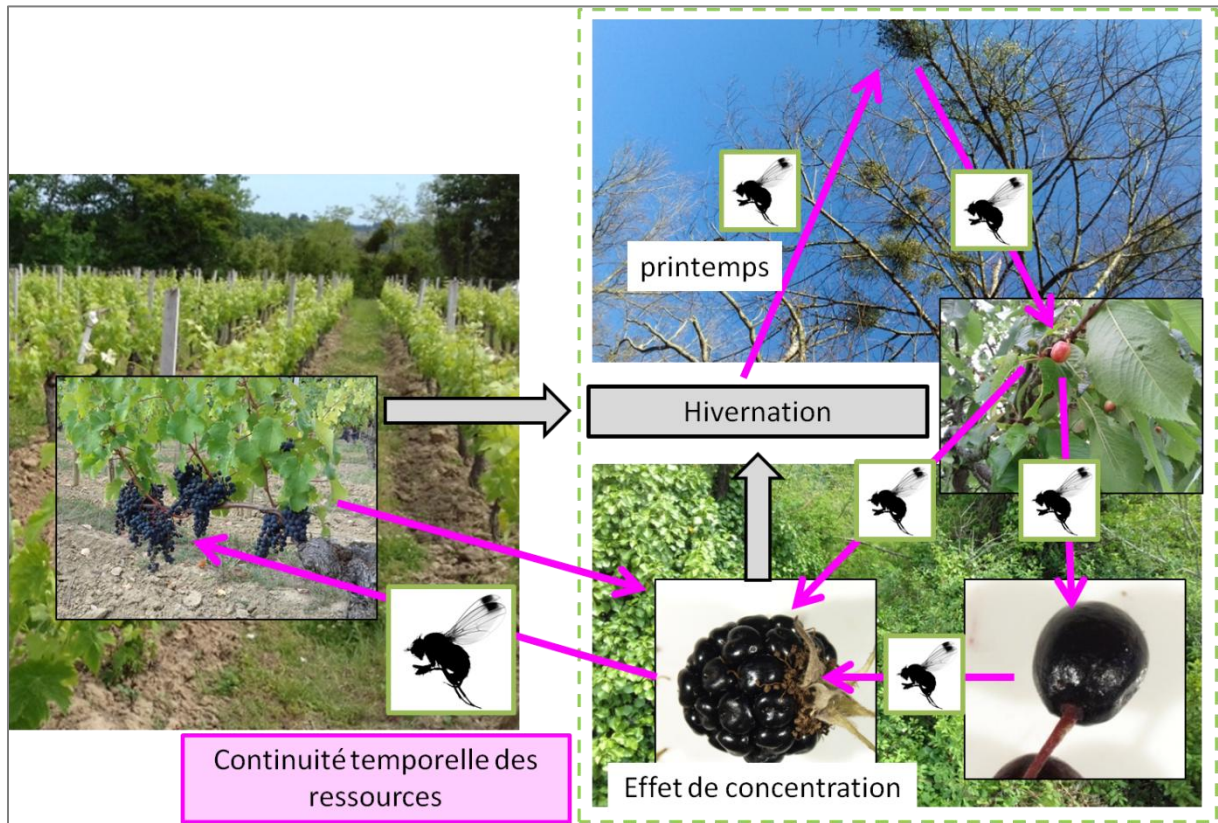 printemps
Hivernation
Continuité temporelle des
ressources
Effet de concentration